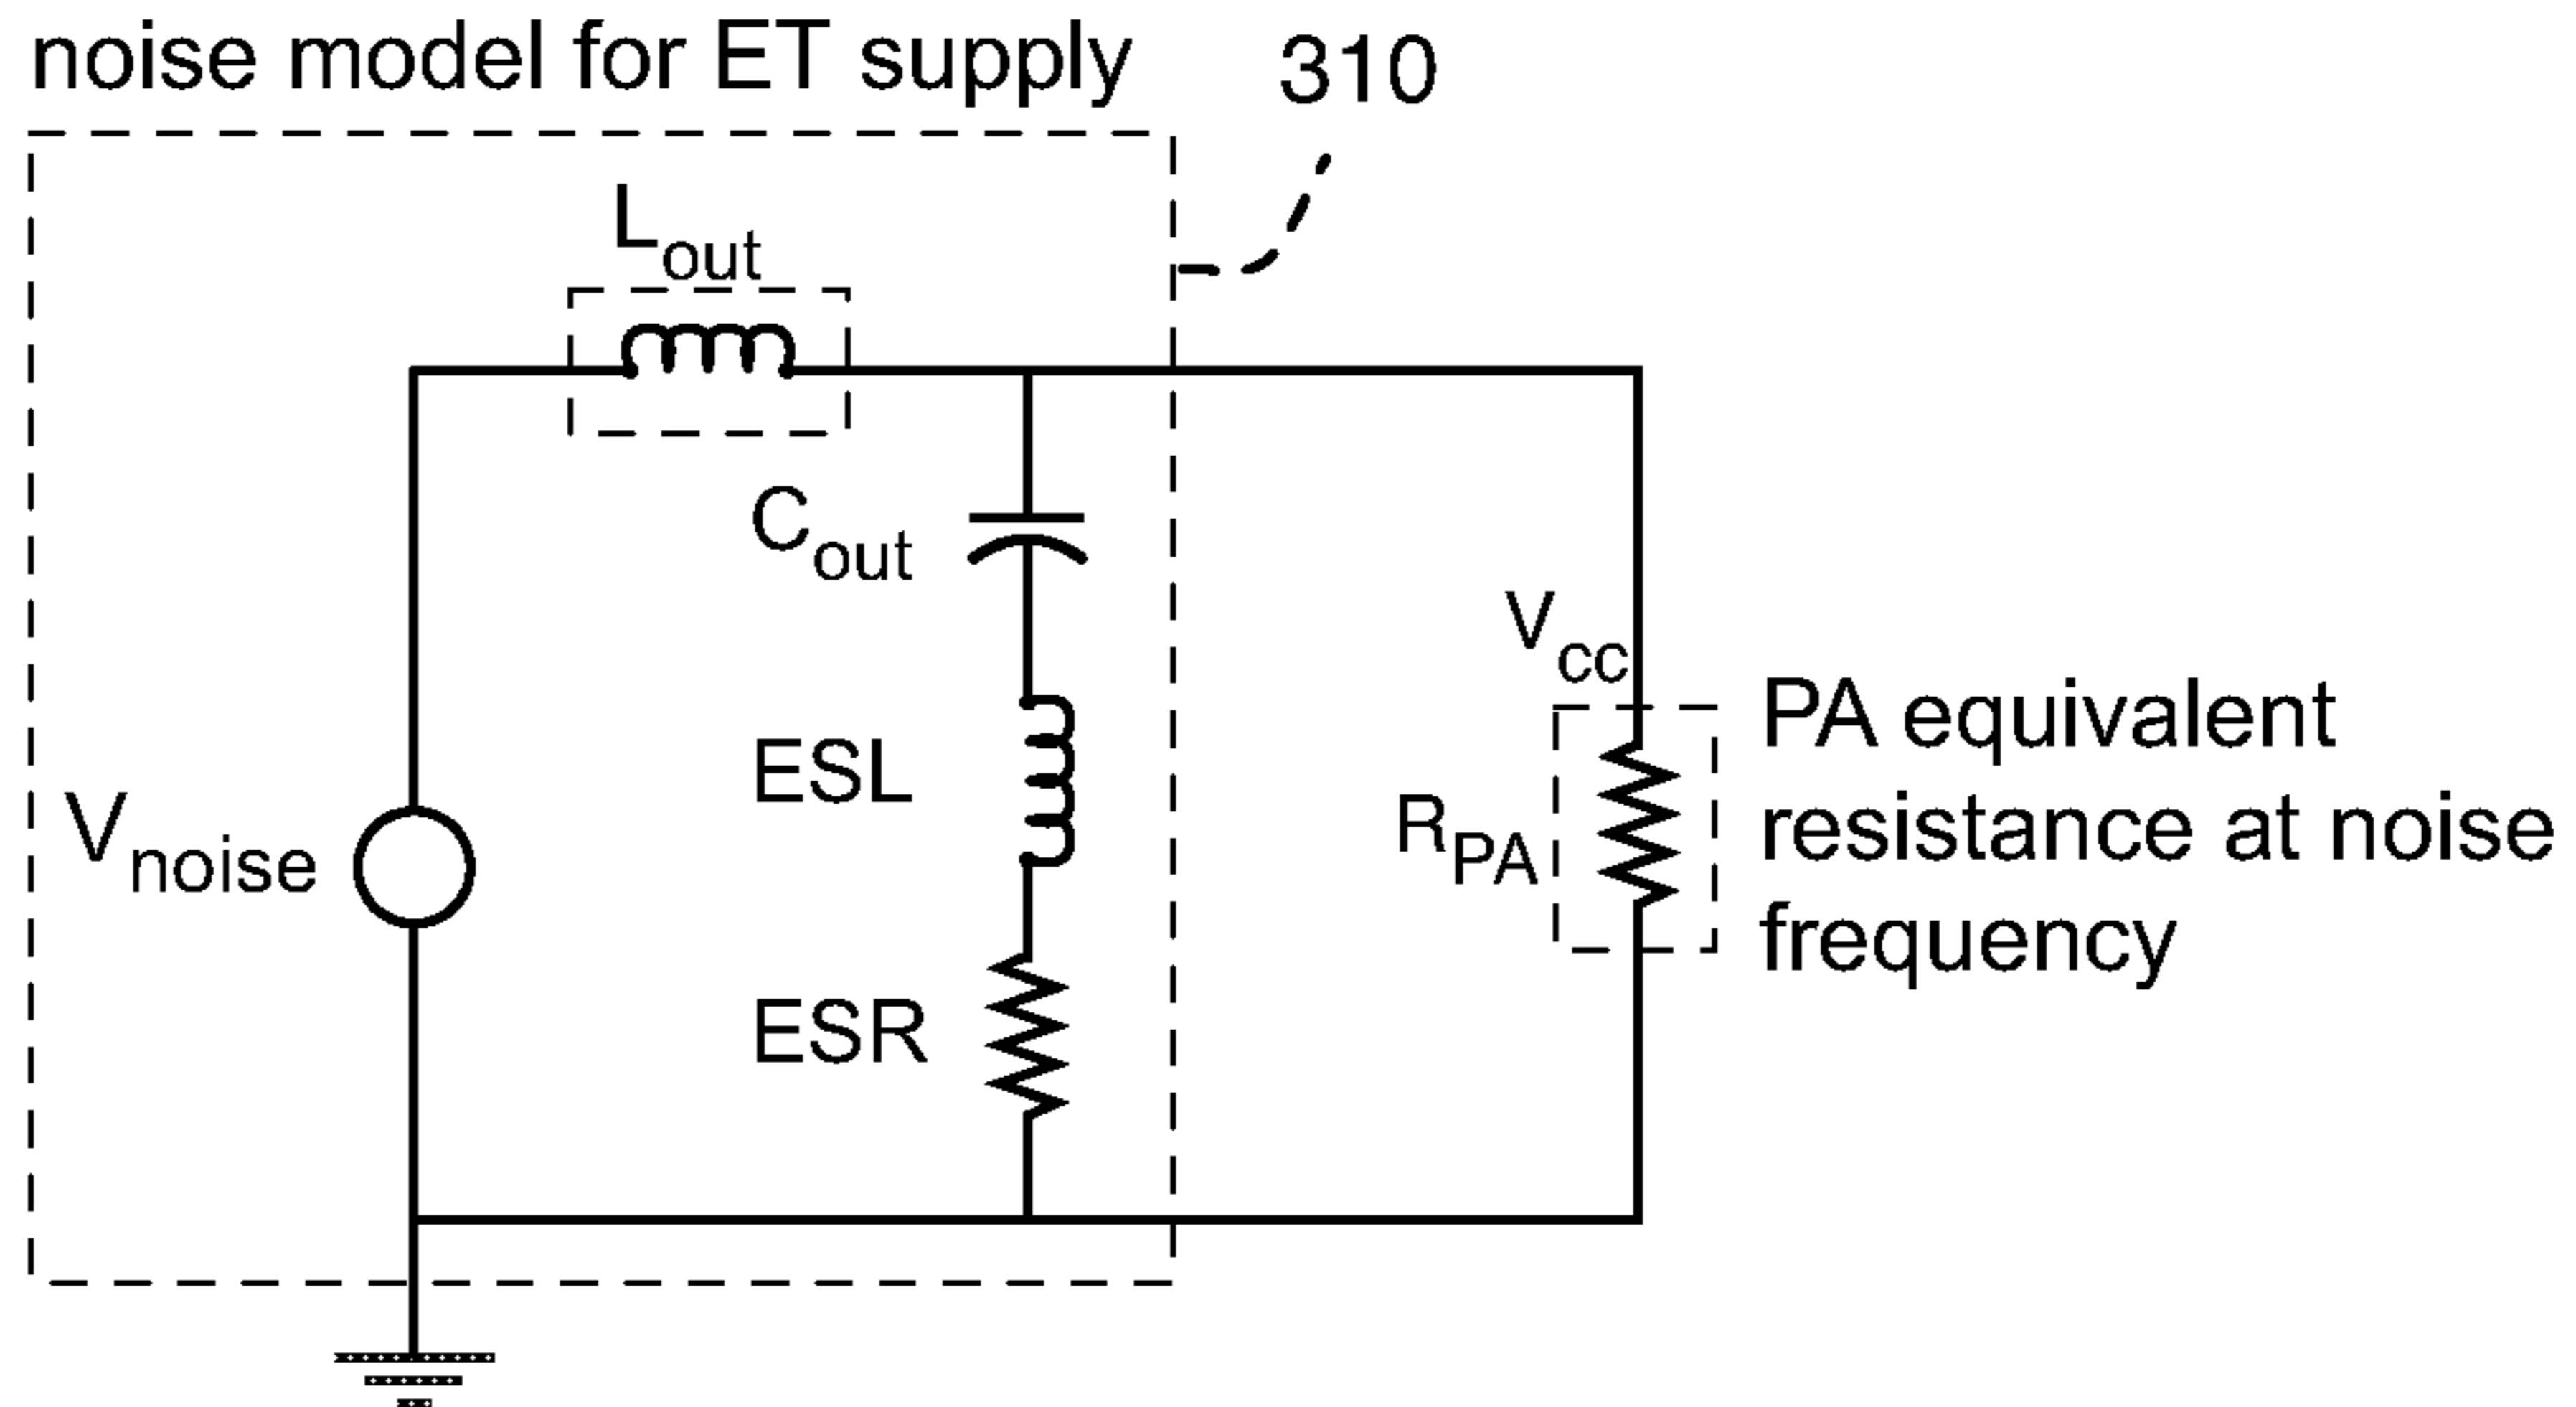 noise model for ET supply
310
Lout
Cout
Vcc
ESL
PA equivalent
resistance at noise
frequency
RPA
Vnoise
ESR